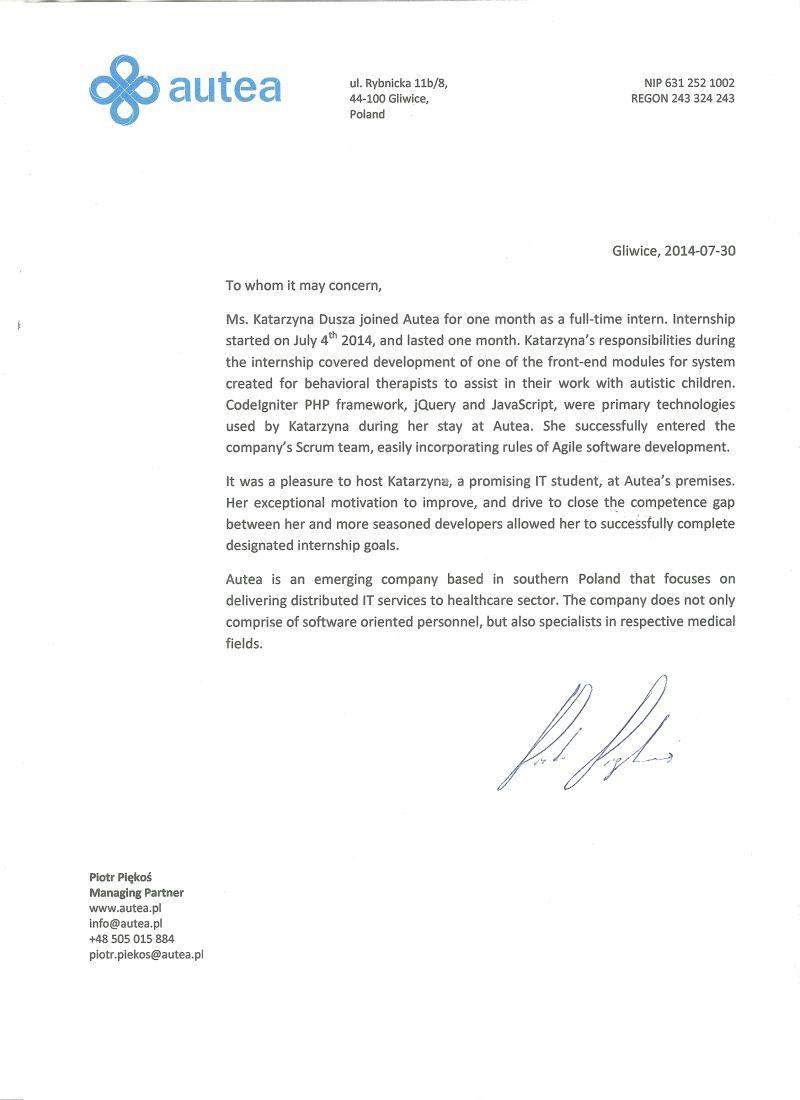 autea
ul. Rybnicka 11b/8,
44-100 Gliwice,
Poland
NIP 631 252 1002
REGON 243 324 243
Gliwice, 2014-07-30
To whom it may concern,
Ms. Katarzyna Dusza joined Autea for one month as a full-time intern. Internship
started on July 4th 2014, and lasted one month. Katarzyna's responsibilities during
the internship covered development of one of the front-end modules for system
created for behavioral therapists to assist in their work with autistic children.
CodeIgniter PHP framework, jQuery and JavaScript, were primary technologies
used by Katarzyna during her stay at Autea. She successfully entered the
company's Scrum team, easily incorporating rules of Agile software development.
It was a pleasure to host Katarzyna, a promising IT student, at Autea's premises.
Her exceptional motivation to improve, and drive to close the competence gap
between her and more seasoned developers allowed her to successfully complete
designated internship goals.
Autea is an emerging company based in southern Poland that focuses on
delivering distributed IT services to healthcare sector. The company does not only
comprise of software oriented personnel, but also specialists in respective medical
fields.
Piotr Piękoś
Managing Partner
www.autea.pl
info@autea.pl
+48 505 015 884
piotr.piekos@autea.pl